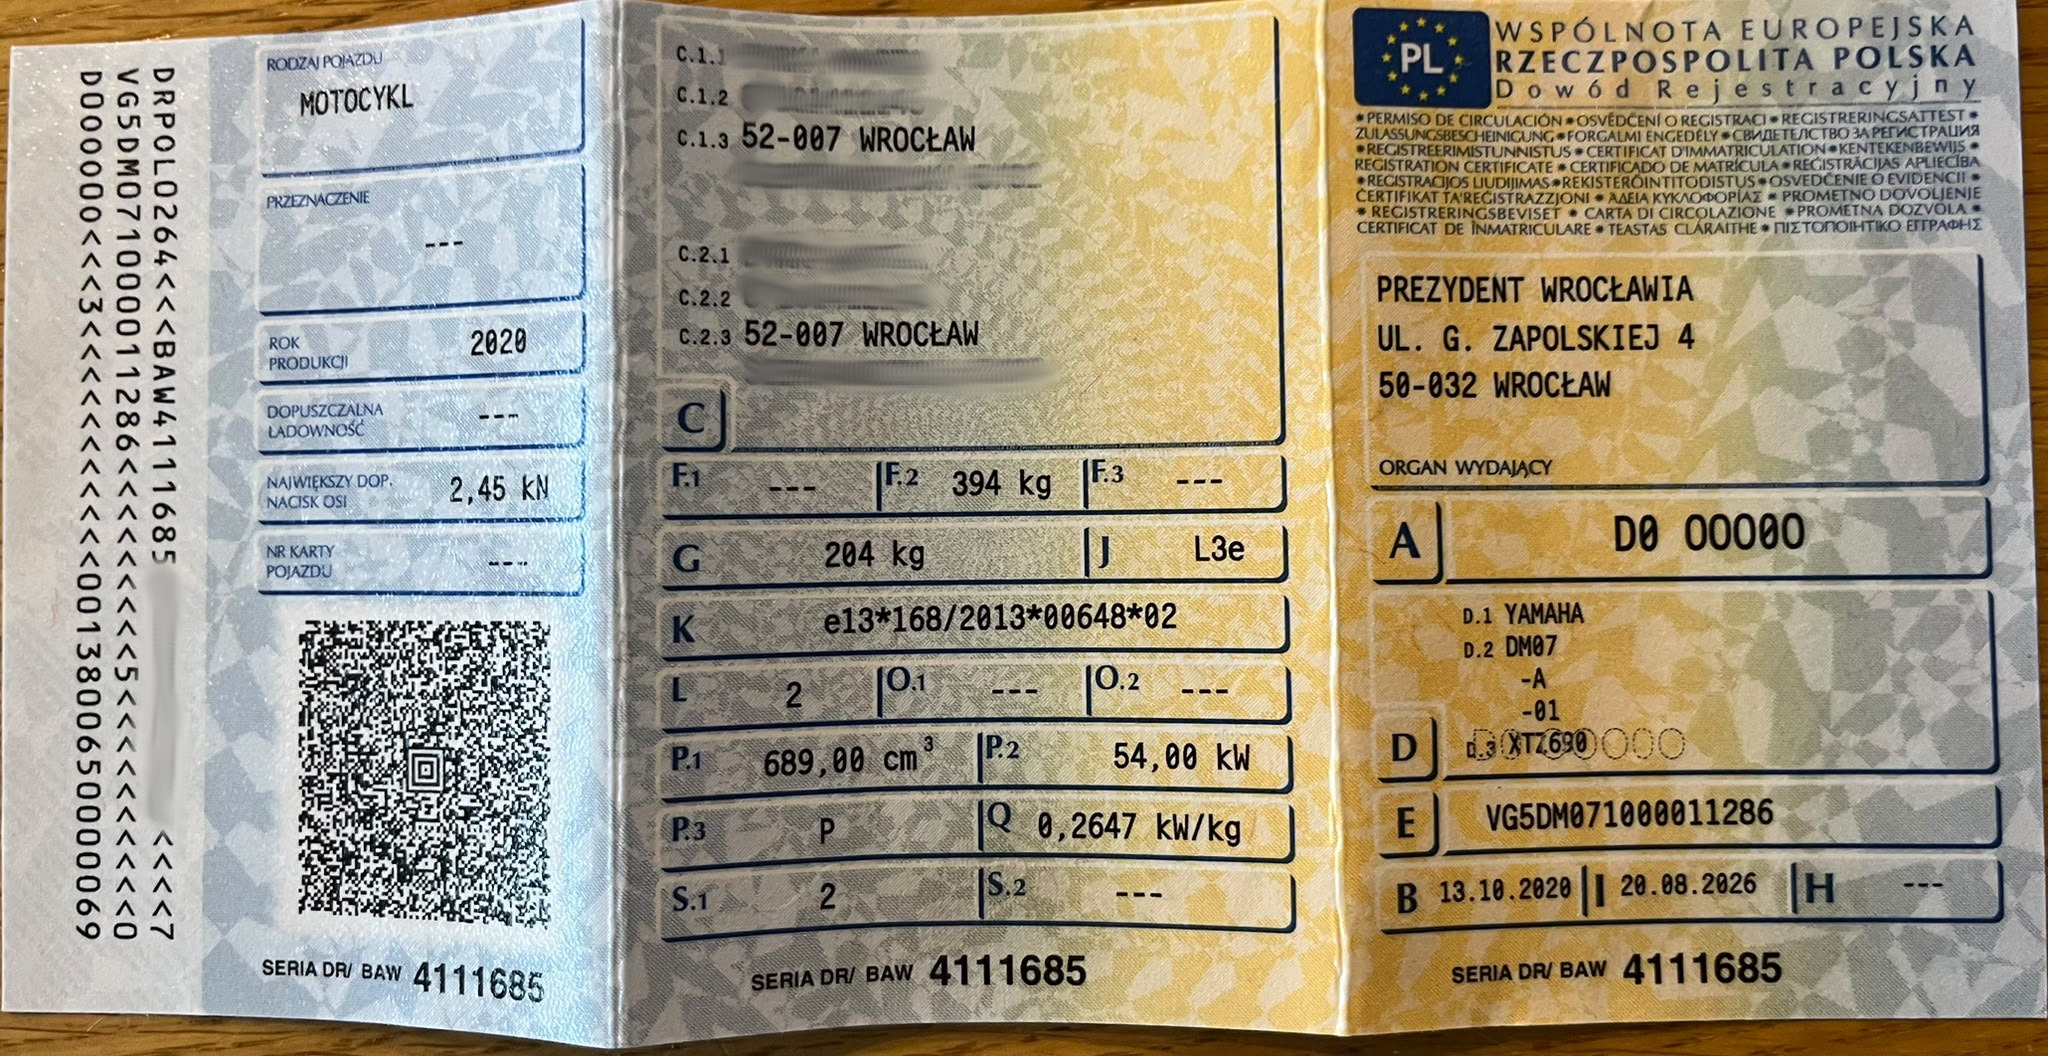 DRPOL0264<<<BAW4111685 <<<<7
VG5DM071000011286<<<<<<<5<<<<<<<<<0
D000000<<<3<<<<<<<<<0013800650000069
RODZAJ POJAZDU
MOTOCYKL
PRZEZNACZENIE
---
ROK PRODUKCJI
2020
DOPUSZCZALNA ŁADOWNOŚĆ
---
NAJWIĘKSZY DOP. NACISK OSI
2,45 kN
NR KARTY POJAZDU
---
SERIA DR/ BAW 4111685
C.1.1
C.1.2
C.1.3 52-007 WROCŁAW
C.2.1
C.2.2
C.2.3 52-007 WROCŁAW
C
F.1 --- F.2 394 kg F.3 ---
G 204 kg J L3e
K e13*168/2013*00648*02
L 2 O.1 --- O.2 ---
P.1 689,00 cm³ P.2 54,00 kW
P.3 P Q 0,2647 kW/kg
S.1 2 S.2 ---
SERIA DR/ BAW 4111685
PL
WSPÓLNOTA EUROPEJSKA
RZECZPOSPOLITA POLSKA
Dowód Rejestracyjny
• PERMISO DE CIRCULACIÓN • OSVĚDČENÍ O REGISTRACI • REGISTRERINGSATTEST •
ZULASSUNGSBESCHEINIGUNG • FORGALMI ENGEDÉLY • СВИДЕТЕЛСТВО ЗА РЕГИСТРАЦИЯ
• REGISTREERIMISTUNNISTUS • CERTIFICAT D'IMMATRICULATION • KENTEKENBEWIJS •
REGISTRATION CERTIFICATE • CERTIFICADO DE MATRÍCULA • REĢISTRĀCIJAS APLIECĪBA
• REGISTRACIJOS LIUDIJIMAS • REKISTERÖINTITODISTUS • OSVEDČENIE O EVIDENCII •
ĊERTIFIKAT TA'REĠISTRAZZJONI • ΑΔΕΙΑ ΚΥΚΛΟΦΟΡΙΑΣ • PROMETNO DOVOLJENJE
• REGISTRERINGSBEVISET • CARTA DI CIRCOLAZIONE • PROMETNA DOZVOLA •
CERTIFICAT DE ÎNMATRICULARE • TEASTAS CLÁRAITHE • ΠΙΣΤΟΠΟΙΗΤΙΚΟ ΕΓΓΡΑΦΗΣ
PREZYDENT WROCŁAWIA
UL. G. ZAPOLSKIEJ 4
50-032 WROCŁAW
ORGAN WYDAJĄCY
A D0 OOOOO
D.1 YAMAHA
D.2 DM07
-A
-01
D D.3 XTZ690
E VG5DM071000011286
B 13.10.2020 I 20.08.2026 H ---
SERIA DR/ BAW 4111685